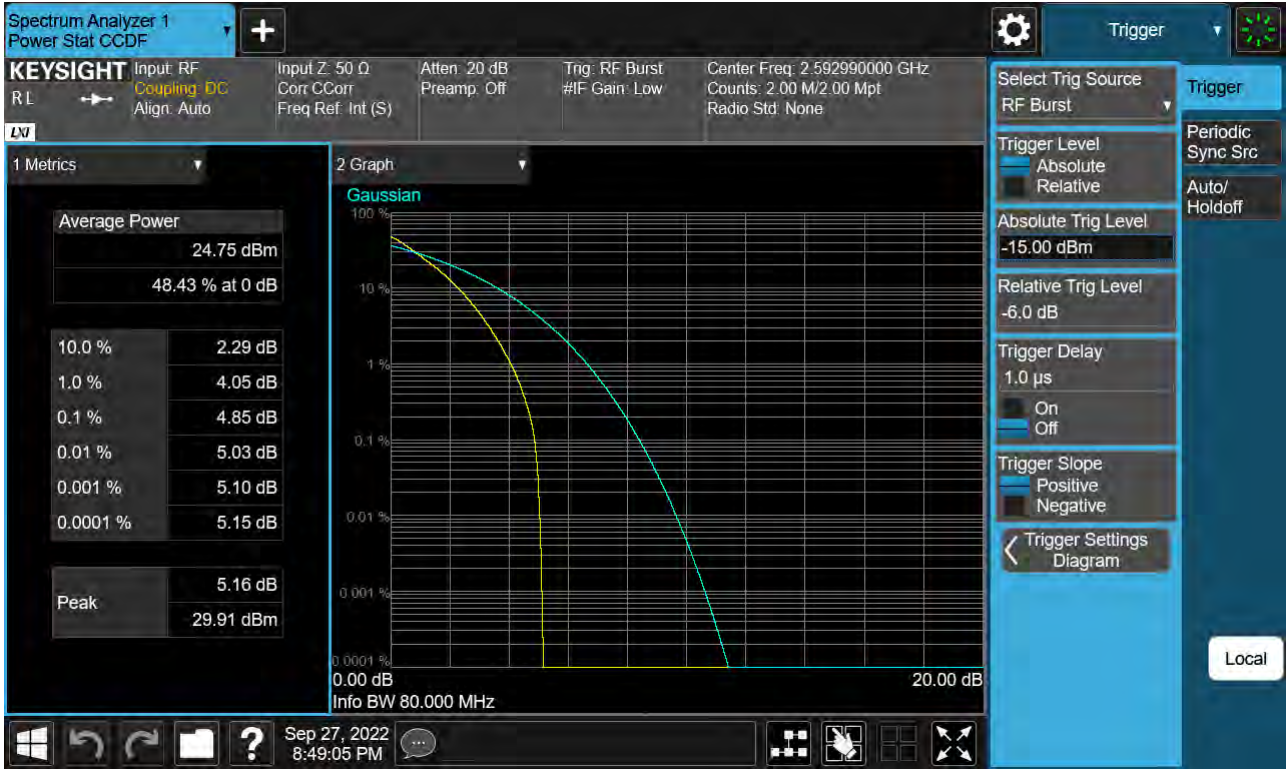 Spectrum Analyzer 1
Power Stat CCDF
+
Trigger
KEYSIGHT
R L
LXI
Input: RF
Coupling: DC
Align: Auto
Input Z: 50 Ω
Corr CCorr
Freq Ref: Int (S)
Atten: 20 dB
Preamp: Off
Trig: RF Burst
#IF Gain: Low
Center Freq: 2.592990000 GHz
Counts: 2.00 M/2.00 Mpt
Radio Std: None
1 Metrics
Average Power
24.75 dBm
48.43 % at 0 dB
10.0 % 2.29 dB
1.0 % 4.05 dB
0.1 % 4.85 dB
0.01 % 5.03 dB
0.001 % 5.10 dB
0.0001 % 5.15 dB
Peak
5.16 dB
29.91 dBm
2 Graph
Gaussian
100 %
10 %
1 %
0.1 %
0.01 %
0.001 %
0.0001 %
0.00 dB 20.00 dB
Info BW 80.000 MHz
Select Trig Source
RF Burst
Trigger Level
Absolute
Relative
Absolute Trig Level
-15.00 dBm
Relative Trig Level
-6.0 dB
Trigger Delay
1.0 µs
On
Off
Trigger Slope
Positive
Negative
Trigger Settings
Diagram
Trigger
Periodic
Sync Src
Auto/
Holdoff
Local
?
Sep 27, 2022
8:49:05 PM